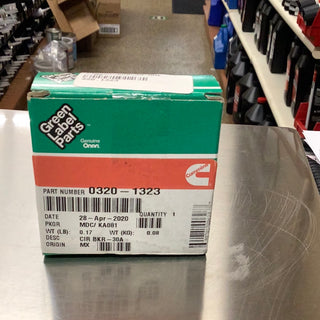 Green
Label
Parts
Genuine
Onan
Cummins
PART NUMBER 0320-1323
DATE 28-Apr-2020 QUANTITY 1
PKGR MDC/ KA081
WT (LB): 0.17 WT (KG): 0.08
DESC CIR.BKR-30A
ORIGIN MX